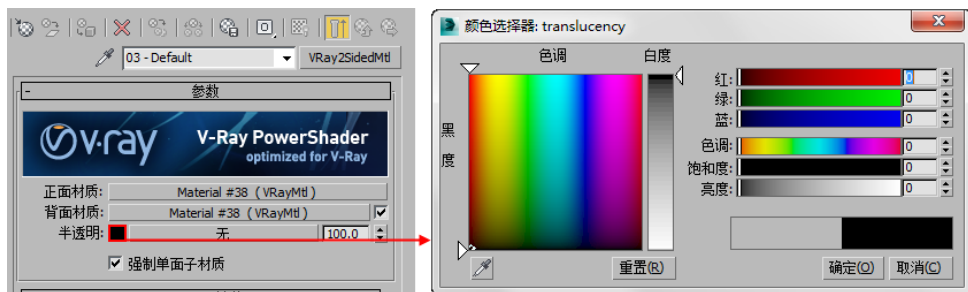 03 - Default
VRay2SidedMtl
-
参数
v·ray
V-Ray PowerShader
optimized for V-Ray
正面材质:
Material #38 (VRayMtl)
背面材质:
Material #38 (VRayMtl)
半透明:
无
100.0
强制单面子材质
颜色选择器: translucency
色调
白度
黑
度
红:
0
绿:
0
蓝:
0
色调:
0
饱和度:
0
亮度:
0
重置(R)
确定(O)
取消(C)